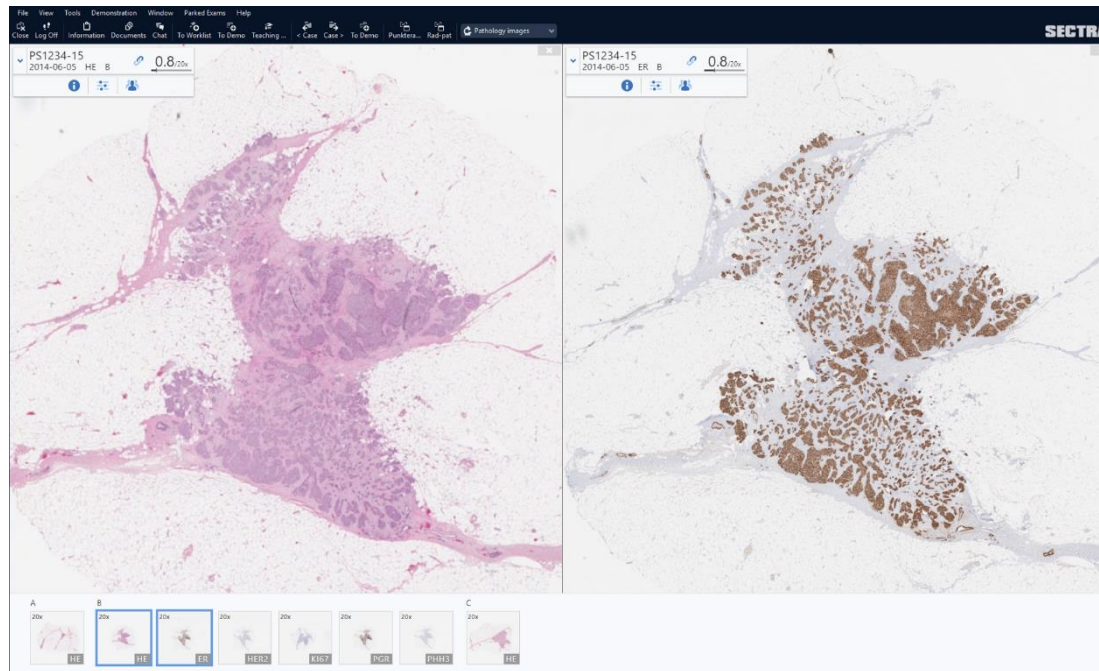 File View Tools Demonstration Window Parked Exams Help
Close Log Off Information Documents Chat To Worklist To Demo Teaching ... < Case Case > To Demo Punktera... Rad-pat Pathology images
SECTRA
PS1234-15
2014-06-05 HE B
0.8/20x
PS1234-15
2014-06-05 ER B
0.8/20x
A B C
20x 20x 20x 20x 20x 20x 20x 20x
HE HE ER HER2 KI67 PGR PHH3 HE